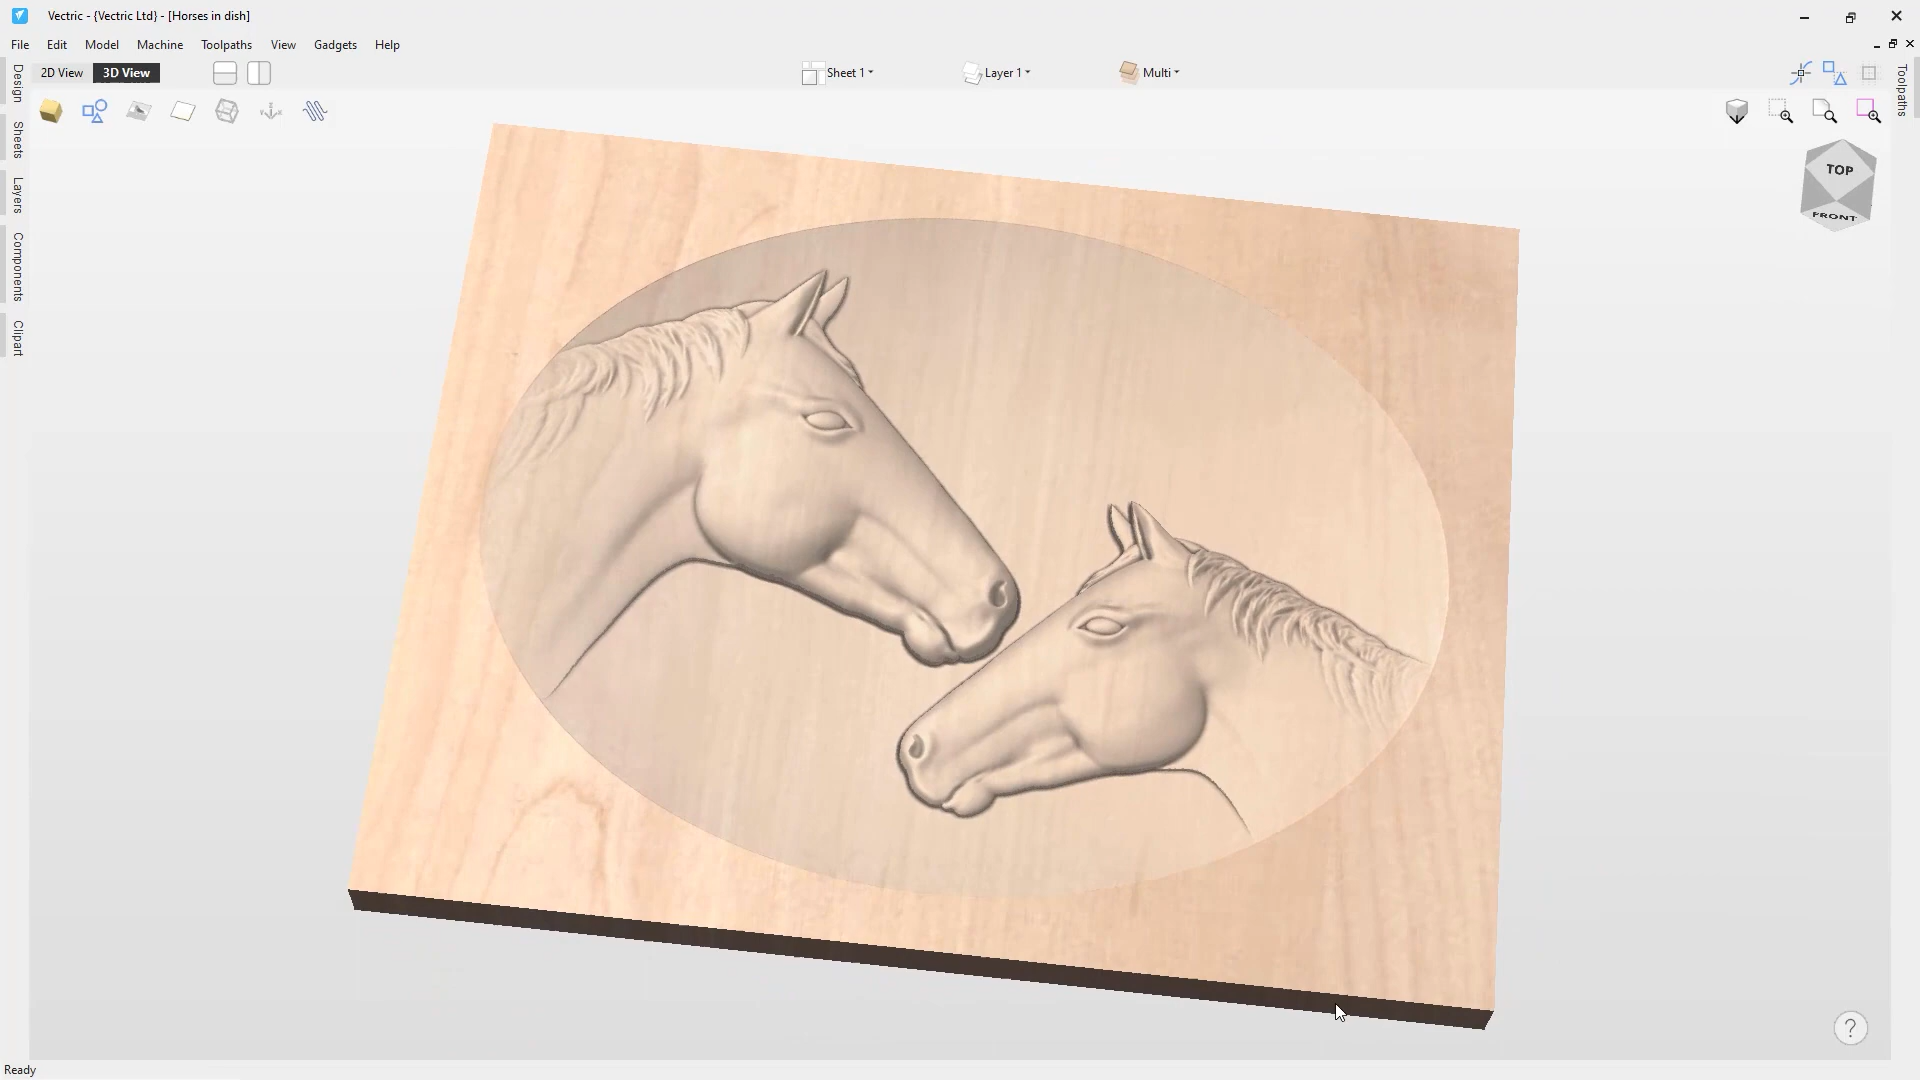 Vectric - {Vectric Ltd} - [Horses in dish]
File Edit Model Machine Toolpaths View Gadgets Help
2D View 3D View Sheet 1 Layer 1 Multi
Design
Sheets
Layers
Components
Clipart
Toolpaths
TOP
FRONT
?
Ready